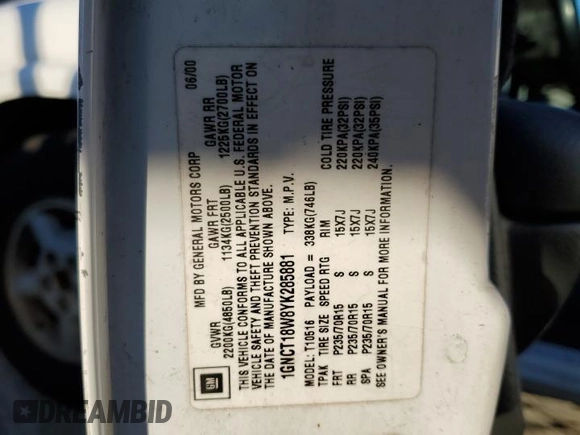 GM
MFD BY GENERAL MOTORS CORP 06/00
GVWR GAWR FRT GAWR RR
2200KG(4850LB) 1134KG(2500LB) 1225KG(2700LB)
THIS VEHICLE CONFORMS TO ALL APPLICABLE U.S. FEDERAL MOTOR
VEHICLE SAFETY AND THEFT PREVENTION STANDARDS IN EFFECT ON
THE DATE OF MANUFACTURE SHOWN ABOVE.
1GNCT18W8YK285881 TYPE: M.P.V.
MODEL: T10516 PAYLOAD = 338KG(746LB)
TPAK TIRE SIZE SPEED RTG RIM COLD TIRE PRESSURE
FRT P235/70R15 S 15X7J 220KPA(32PSI)
RR P235/70R15 S 15X7J 220KPA(32PSI)
SPA P235/70R15 S 15X7J 240KPA(35PSI)
SEE OWNER'S MANUAL FOR MORE INFORMATION.
DREAMBID